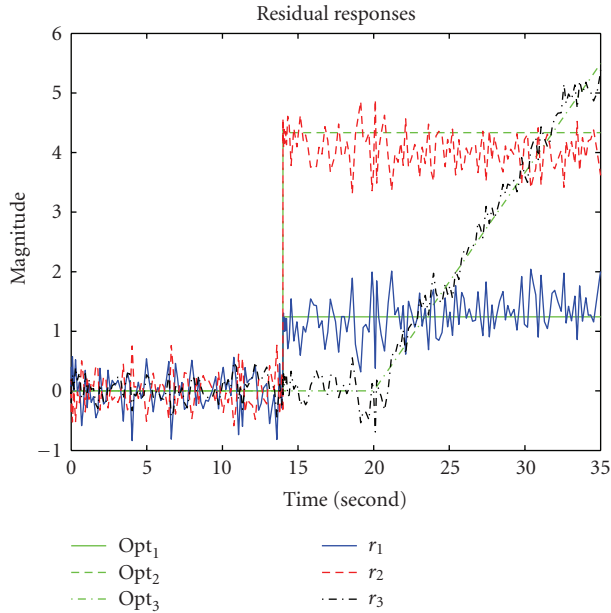 Residual responses
Magnitude
6
5
4
3
2
1
0
−1
0 5 10 15 20 25 30 35
Time (second)
Opt₁ r₁
Opt₂ r₂
Opt₃ r₃